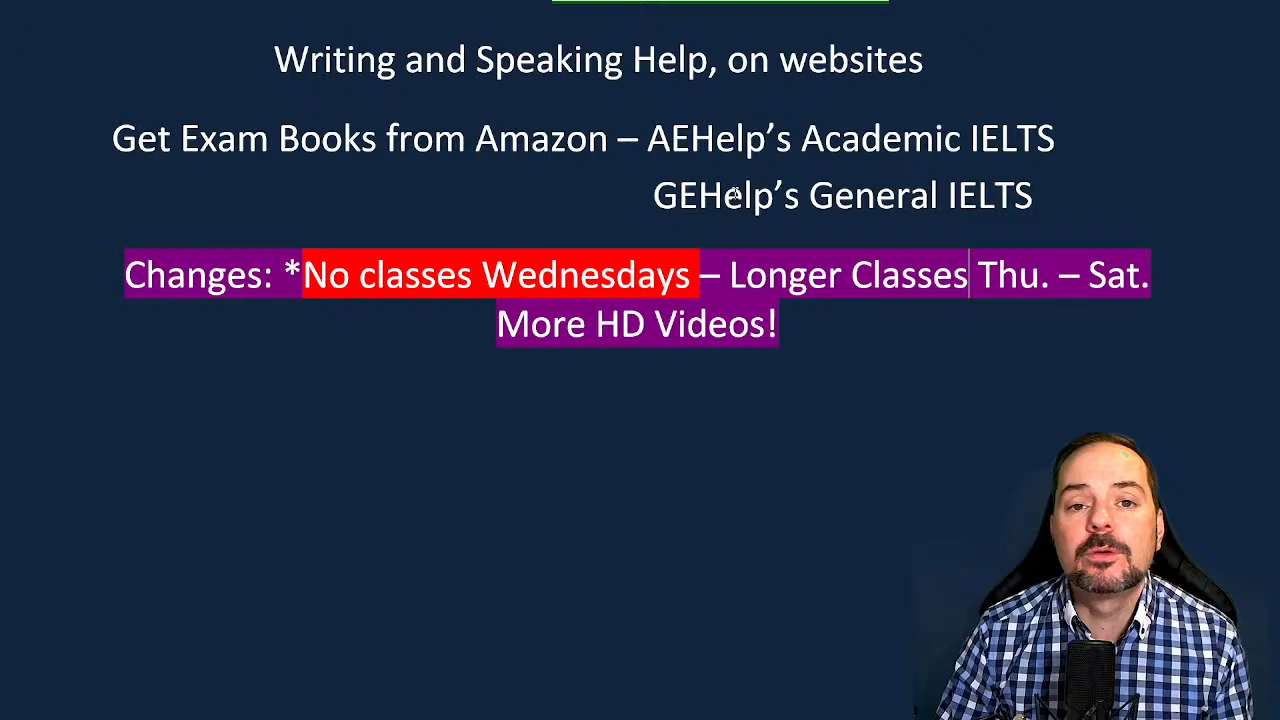 Writing and Speaking Help, on websites
Get Exam Books from Amazon – AEHelp’s Academic IELTS
GEHelp’s General IELTS
Changes: *No classes Wednesdays – Longer Classes Thu. – Sat.
More HD Videos!